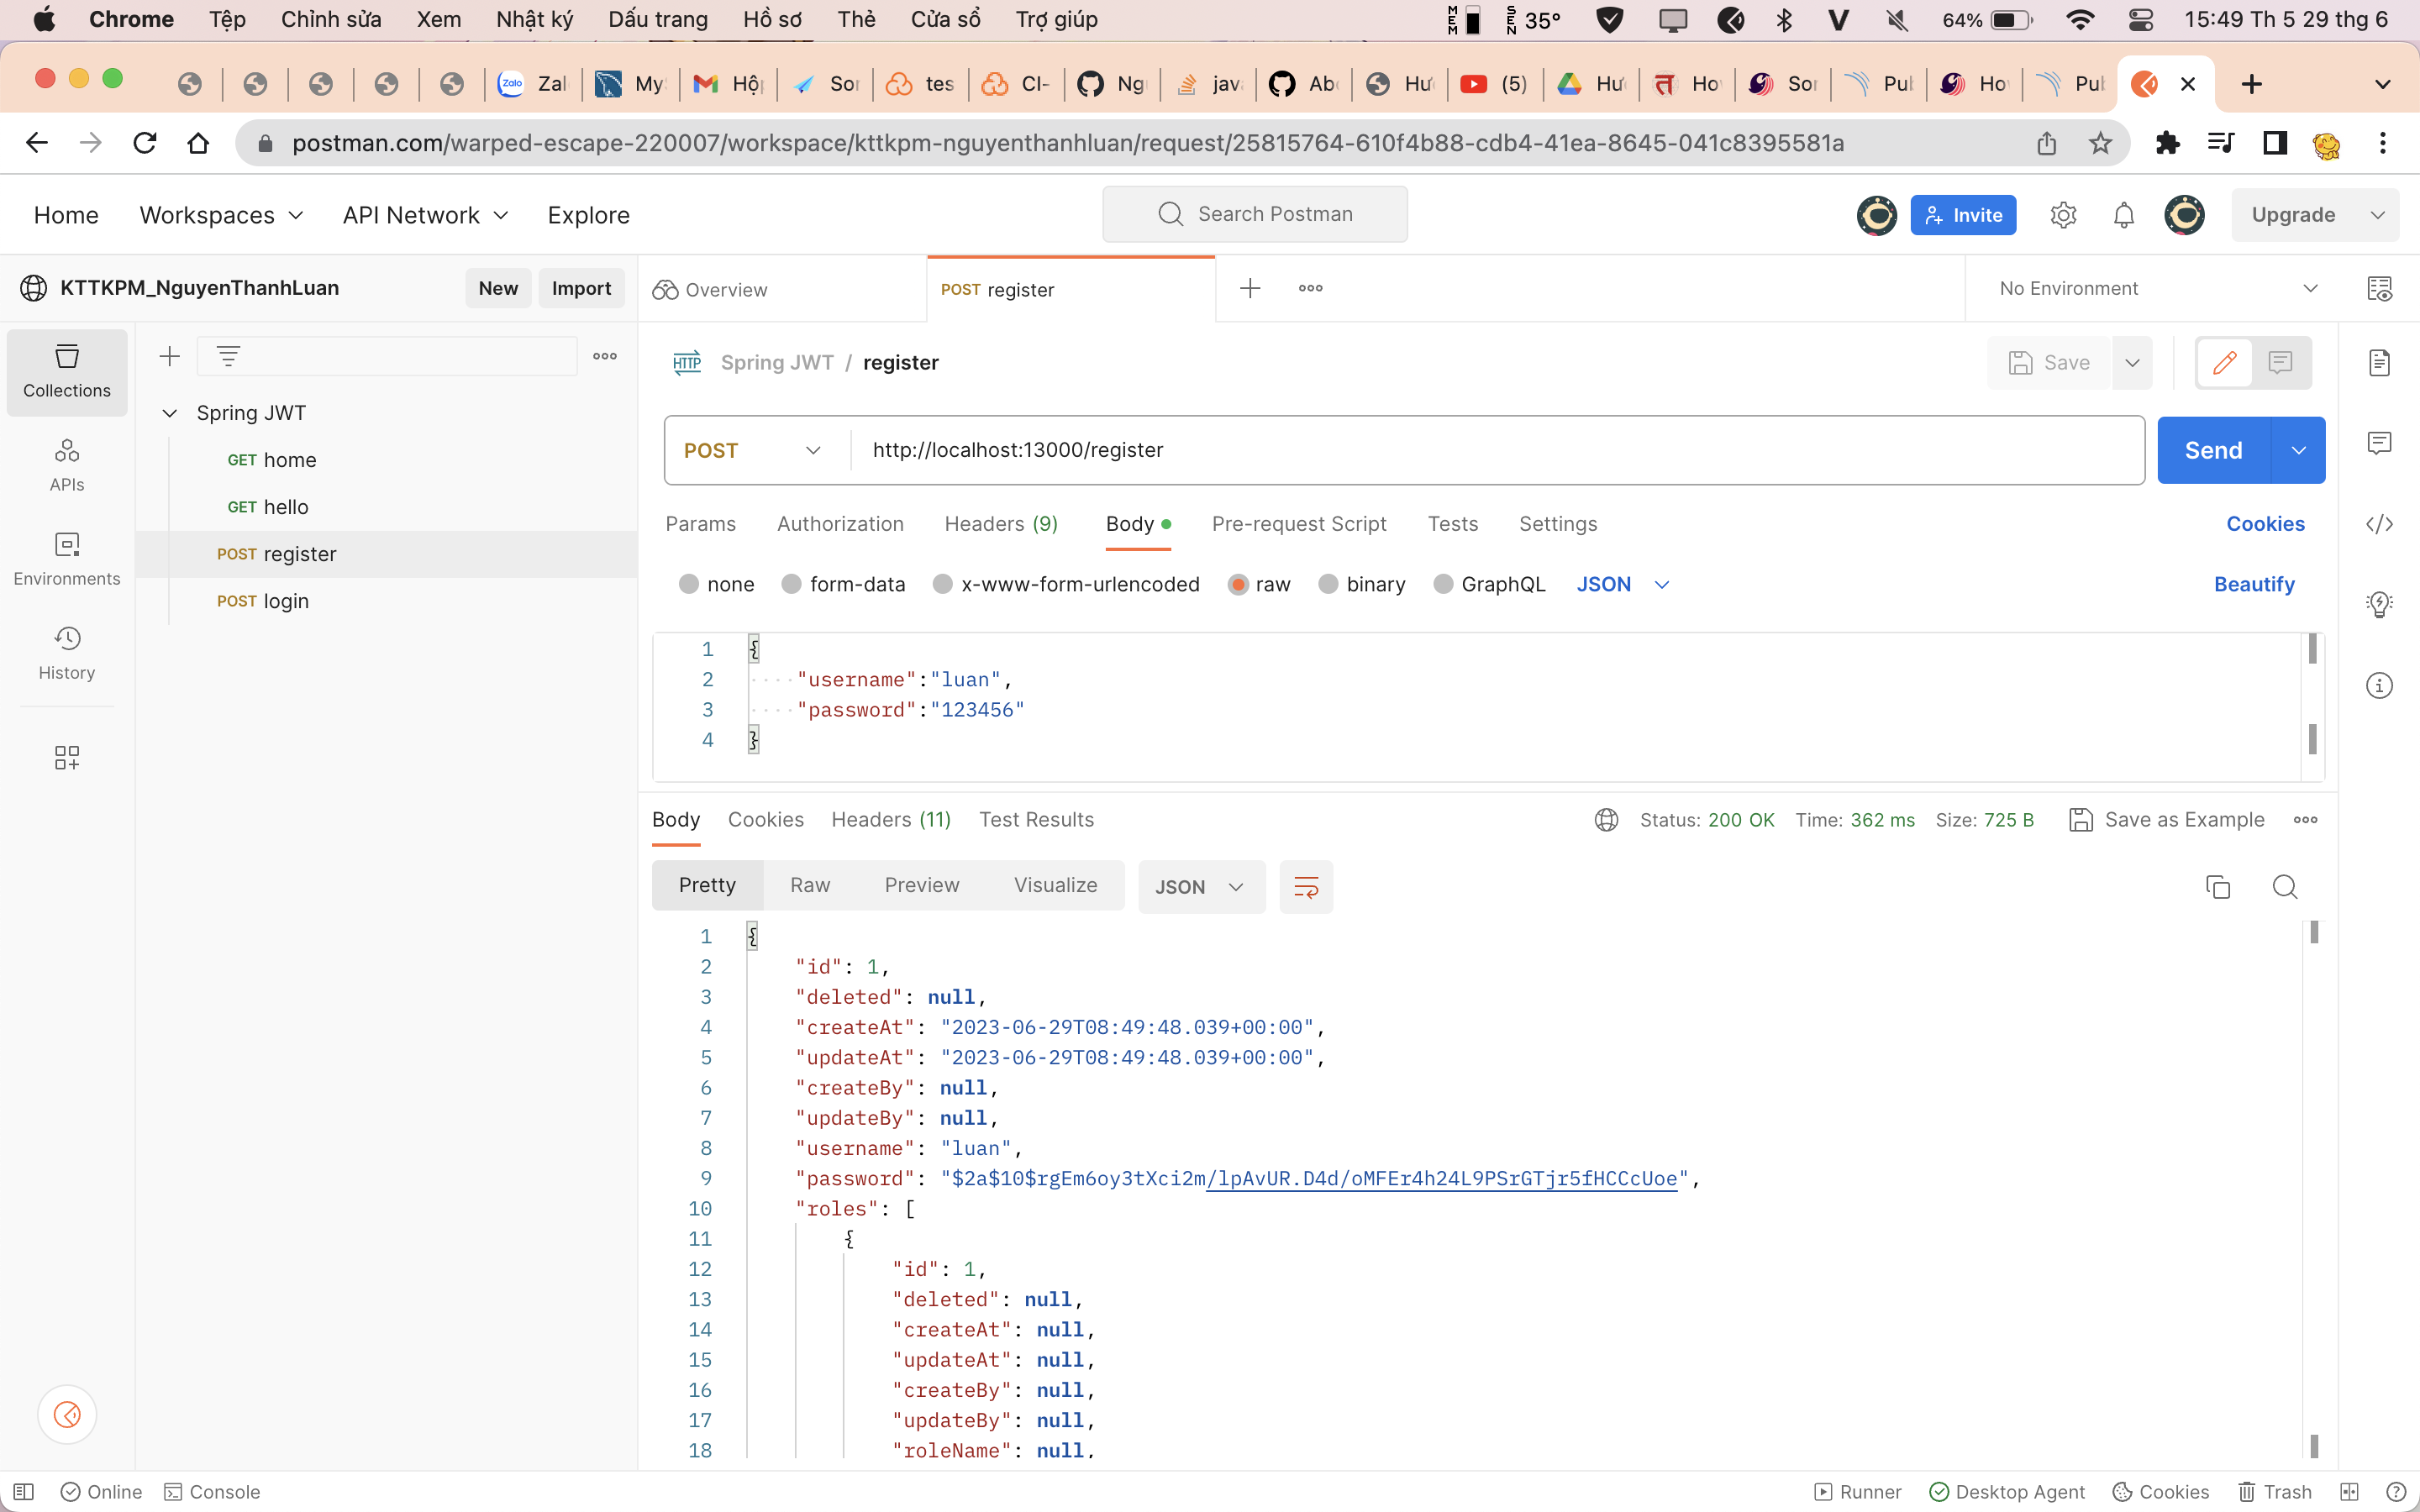 Chrome Tệp Chỉnh sửa Xem Nhật ký Dấu trang Hồ sơ Thẻ Cửa sổ Trợ giúp MEM SEN 35° V 64% 15:49 Th 5 29 thg 6
Zalo Zal My Hộp Sor tes CI- Ng java Abo Hư (5) Hư Ho Sor Pub Ho Pub
postman.com/warped-escape-220007/workspace/kttkpm-nguyenthanhluan/request/25815764-610f4b88-cdb4-41ea-8645-041c8395581a
Home Workspaces API Network Explore Search Postman Invite Upgrade
KTTKPM_NguyenThanhLuan New Import Overview POST register No Environment
Collections
APIs
Environments
History
Spring JWT
GET home
GET hello
POST register
POST login
HTTP Spring JWT / register Save
POST http://localhost:13000/register Send
Params Authorization Headers (9) Body Pre-request Script Tests Settings Cookies
none form-data x-www-form-urlencoded raw binary GraphQL JSON Beautify
1 {
2 "username":"luan",
3 "password":"123456"
4 }
Body Cookies Headers (11) Test Results Status: 200 OK Time: 362 ms Size: 725 B Save as Example
Pretty Raw Preview Visualize JSON
1 {
2 "id": 1,
3 "deleted": null,
4 "createAt": "2023-06-29T08:49:48.039+00:00",
5 "updateAt": "2023-06-29T08:49:48.039+00:00",
6 "createBy": null,
7 "updateBy": null,
8 "username": "luan",
9 "password": "$2a$10$rgEm6oy3tXci2m/lpAvUR.D4d/oMFEr4h24L9PSrGTjr5fHCCcUoe",
10 "roles": [
11 {
12 "id": 1,
13 "deleted": null,
14 "createAt": null,
15 "updateAt": null,
16 "createBy": null,
17 "updateBy": null,
18 "roleName": null,
Online Console Runner Desktop Agent Cookies Trash